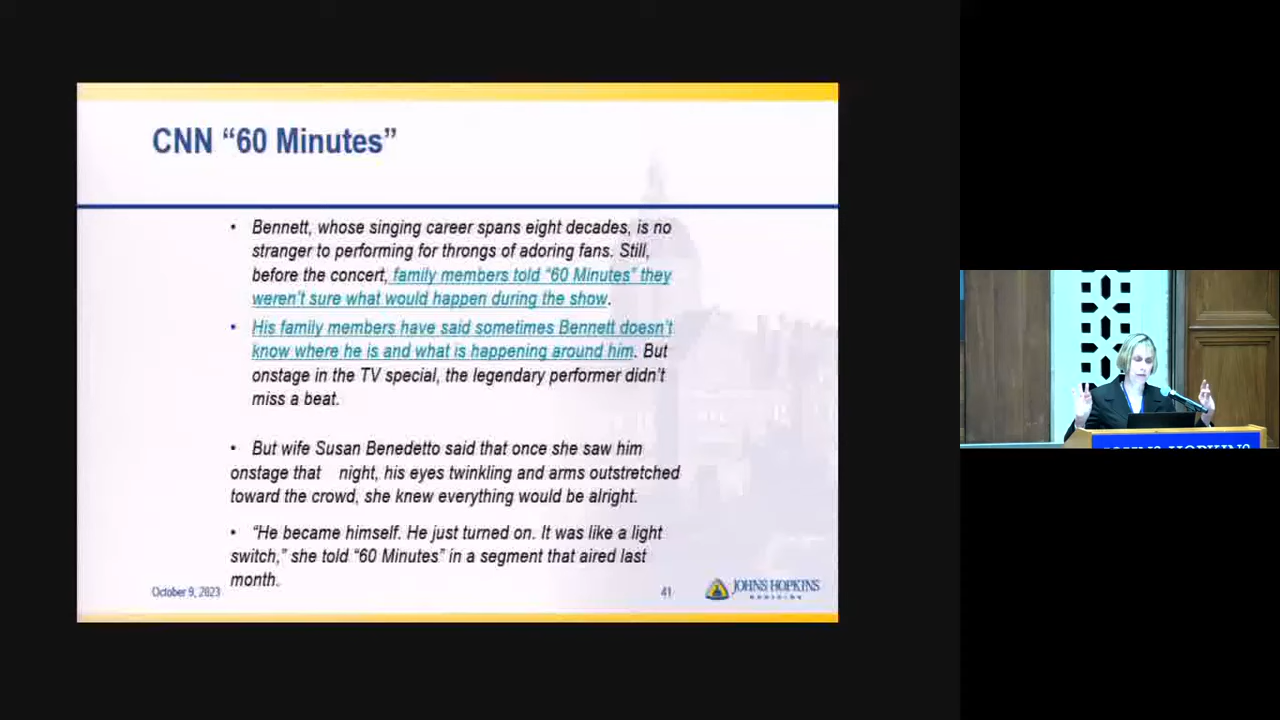 CNN “60 Minutes”
• Bennett, whose singing career spans eight decades, is no
stranger to performing for throngs of adoring fans. Still,
before the concert, family members told “60 Minutes” they
weren’t sure what would happen during the show.
• His family members have said sometimes Bennett doesn’t
know where he is and what is happening around him. But
onstage in the TV special, the legendary performer didn’t
miss a beat.
• But wife Susan Benedetto said that once she saw him
onstage that night, his eyes twinkling and arms outstretched
toward the crowd, she knew everything would be alright.
• “He became himself. He just turned on. It was like a light
switch,” she told “60 Minutes” in a segment that aired last
month.
October 9, 2023
41
JOHNS HOPKINS
MEDICINE
JOHNS HOPKINS